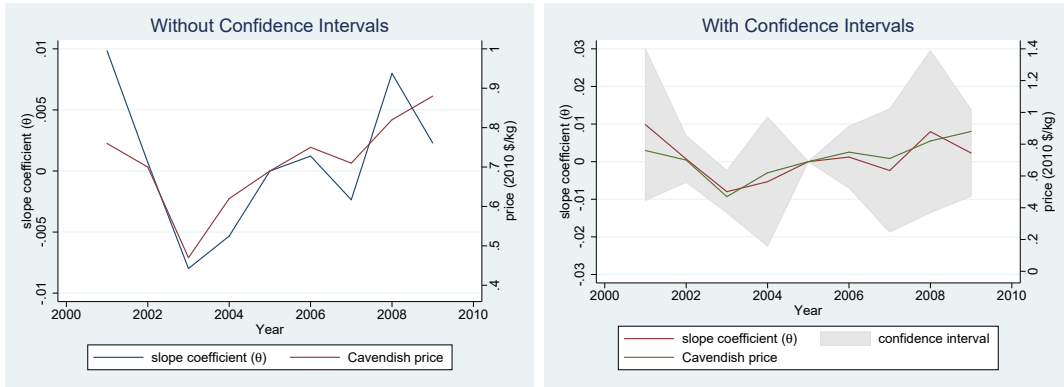 Without Confidence Intervals
.01
.005
0
-.005
-.01
slope coefficient (θ)
1
.9
.8
.7
.6
.5
.4
price (2010 $/kg)
2000 2002 2004 2006 2008 2010
Year
slope coefficient (θ) Cavendish price
With Confidence Intervals
.03
.02
.01
0
-.01
-.02
-.03
slope coefficient (θ)
1.4
1.2
1
.8
.6
.4
.2
0
price (2010 $/kg)
2000 2002 2004 2006 2008 2010
Year
slope coefficient (θ) confidence interval
Cavendish price